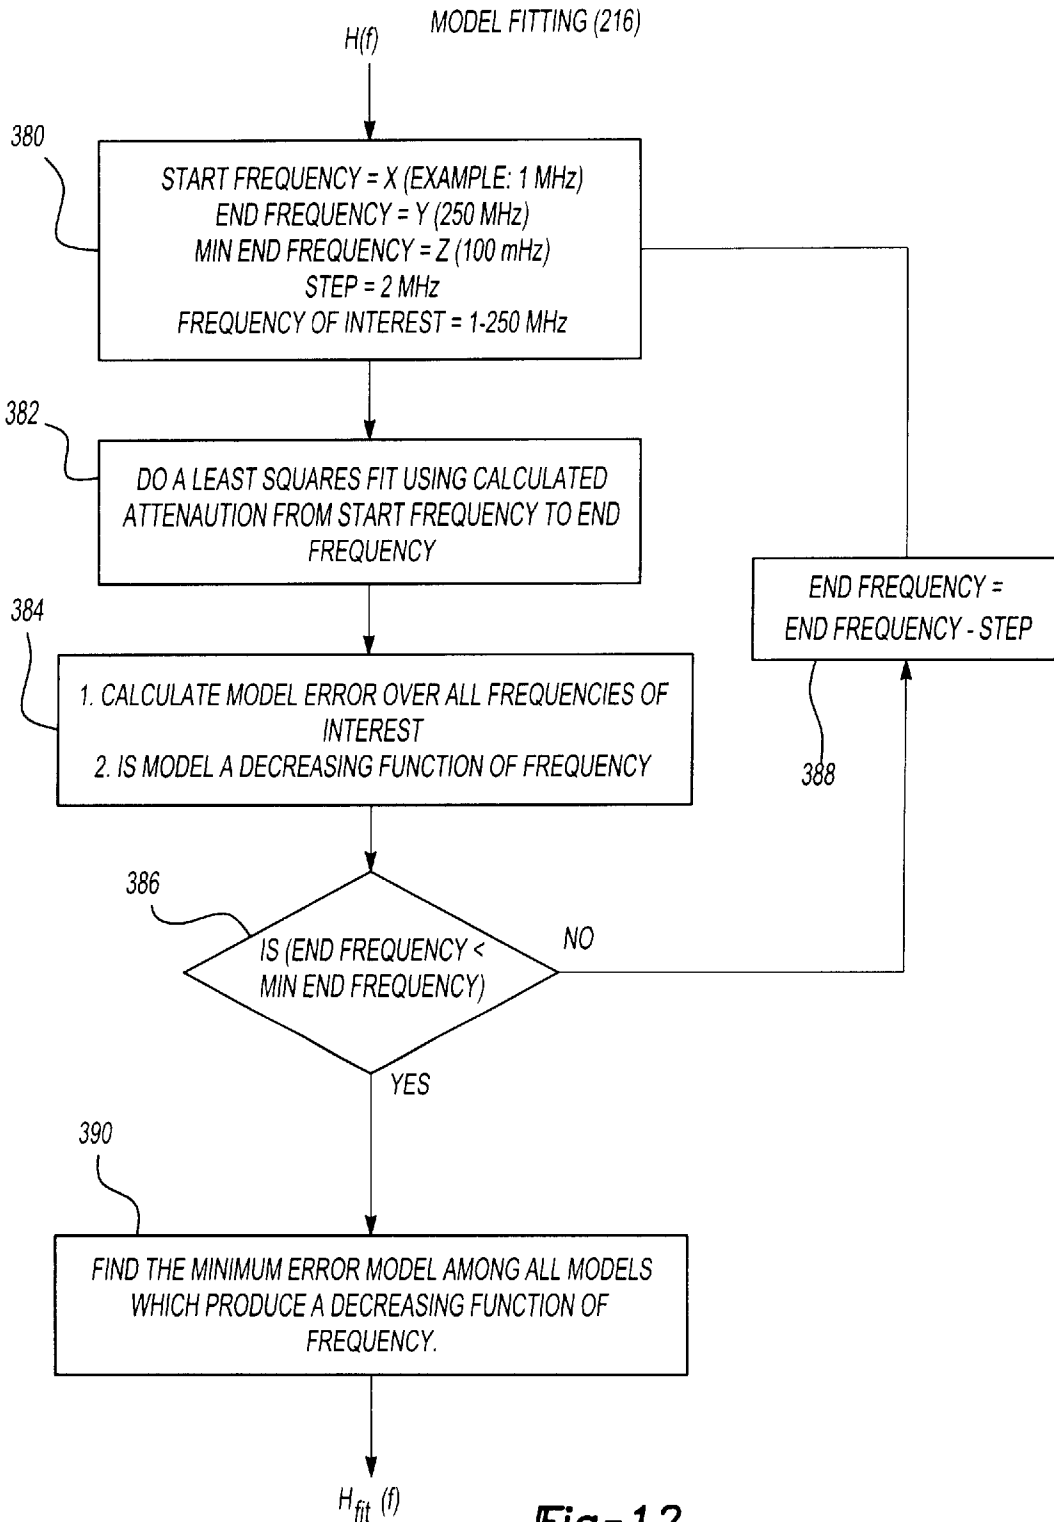 MODEL FITTING (216)
H(f)
380
START FREQUENCY = X (EXAMPLE: 1 MHz)
END FREQUENCY = Y (250 MHz)
MIN END FREQUENCY = Z (100 mHz)
STEP = 2 MHz
FREQUENCY OF INTEREST = 1-250 MHz
382
DO A LEAST SQUARES FIT USING CALCULATED
ATTENAUTION FROM START FREQUENCY TO END
FREQUENCY
END FREQUENCY =
END FREQUENCY - STEP
388
384
1. CALCULATE MODEL ERROR OVER ALL FREQUENCIES OF
INTEREST
2. IS MODEL A DECREASING FUNCTION OF FREQUENCY
386
IS (END FREQUENCY <
MIN END FREQUENCY)
NO
YES
390
FIND THE MINIMUM ERROR MODEL AMONG ALL MODELS
WHICH PRODUCE A DECREASING FUNCTION OF
FREQUENCY.
Hfit (f)
Fig-12